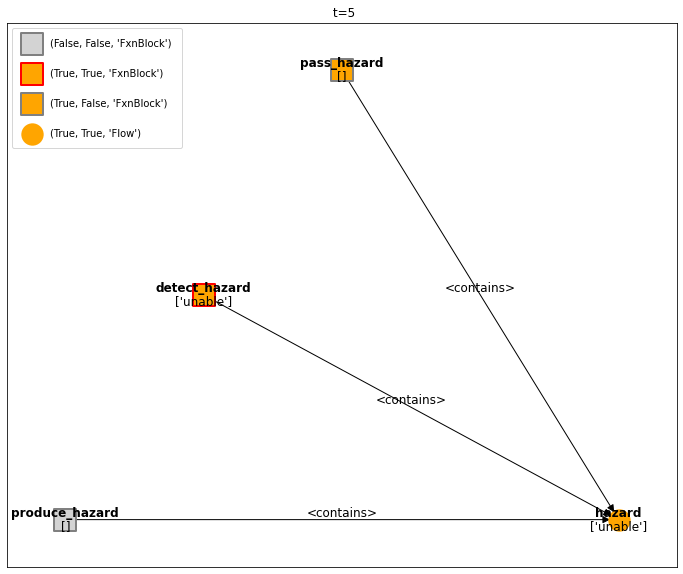 t=5
(False, False, 'FxnBlock')
(True, True, 'FxnBlock')
(True, False, 'FxnBlock')
(True, True, 'Flow')
pass_hazard
[]
<contains>
detect_hazard
['unable']
<contains>
produce_hazard
[]
<contains>
hazard
['unable']